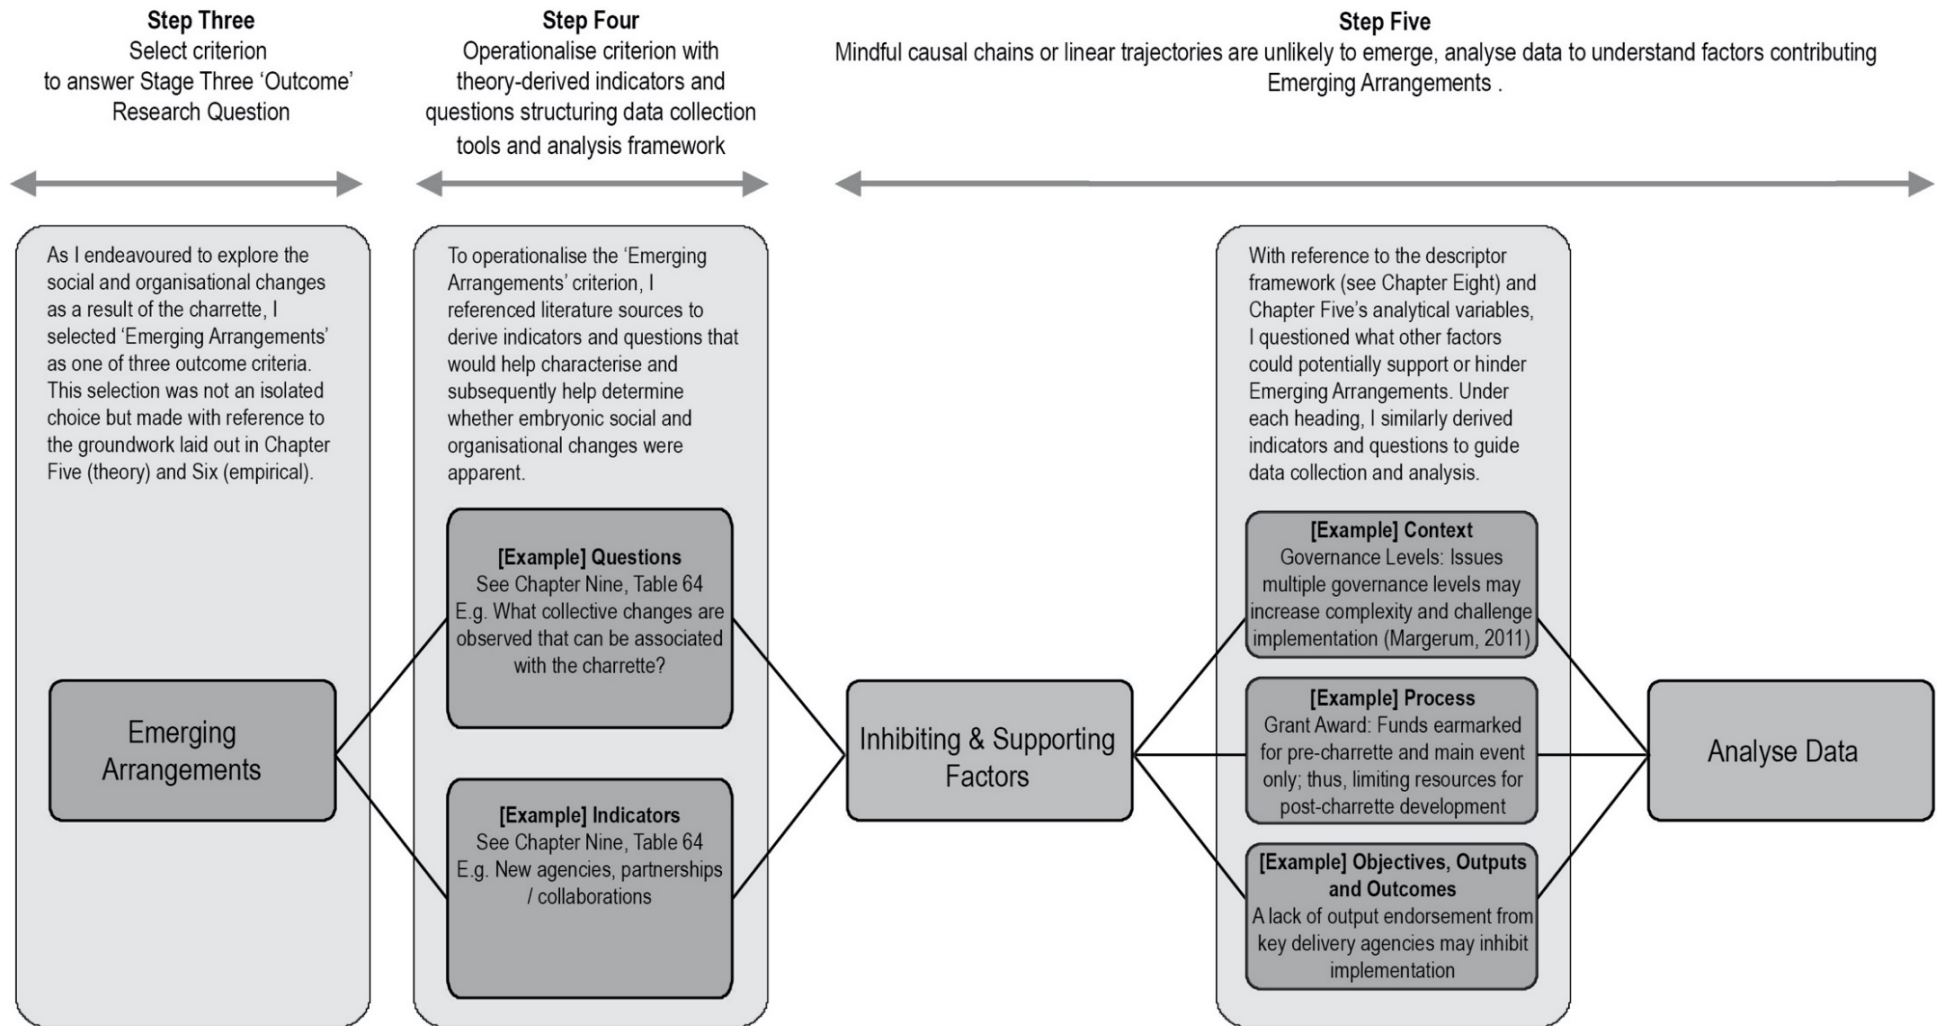 Step Three
Select criterion
to answer Stage Three ‘Outcome’
Research Question
Step Four
Operationalise criterion with
theory-derived indicators and
questions structuring data collection
tools and analysis framework
Step Five
Mindful causal chains or linear trajectories are unlikely to emerge, analyse data to understand factors contributing
Emerging Arrangements .
As I endeavoured to explore the
social and organisational changes
as a result of the charrette, I
selected ‘Emerging Arrangements’
as one of three outcome criteria.
This selection was not an isolated
choice but made with reference to
the groundwork laid out in Chapter
Five (theory) and Six (empirical).
Emerging
Arrangements
To operationalise the ‘Emerging
Arrangements’ criterion, I
referenced literature sources to
derive indicators and questions that
would help characterise and
subsequently help determine
whether embryonic social and
organisational changes were
apparent.
[Example] Questions
See Chapter Nine, Table 64
E.g. What collective changes are
observed that can be associated
with the charrette?
[Example] Indicators
See Chapter Nine, Table 64
E.g. New agencies, partnerships
/ collaborations
Inhibiting & Supporting
Factors
With reference to the descriptor
framework (see Chapter Eight) and
Chapter Five’s analytical variables,
I questioned what other factors
could potentially support or hinder
Emerging Arrangements. Under
each heading, I similarly derived
indicators and questions to guide
data collection and analysis.
[Example] Context
Governance Levels: Issues
multiple governance levels may
increase complexity and challenge
implementation (Margerum, 2011)
[Example] Process
Grant Award: Funds earmarked
for pre-charrette and main event
only; thus, limiting resources for
post-charrette development
[Example] Objectives, Outputs
and Outcomes
A lack of output endorsement from
key delivery agencies may inhibit
implementation
Analyse Data